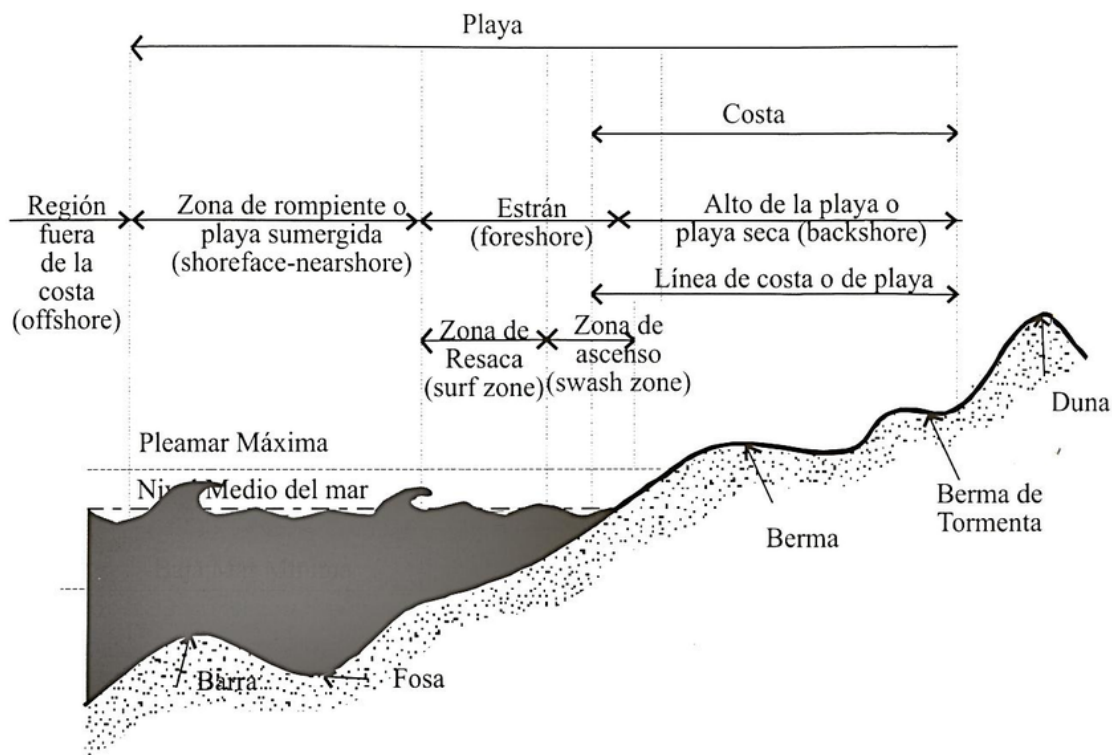 Playa
Costa
Región
fuera
de la
costa
(offshore)
Zona de rompiente o
playa sumergida
(shoreface-nearshore)
Estrán
(foreshore)
Alto de la playa o
playa seca (backshore)
Línea de costa o de playa
Zona de
Resaca
(surf zone)
Zona de
ascenso
(swash zone)
Duna
Pleamar Máxima
Nivel Medio del mar
Berma de
Tormenta
Berma
Barra
Fosa